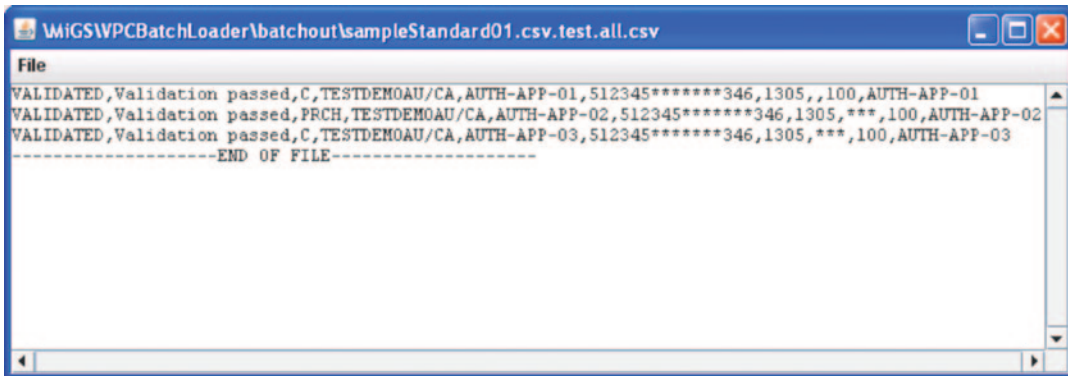 \MiGS\VPCBatchLoader\batchout\sampleStandard01.csv.test.all.csv
File
VALIDATED,Validation passed,C,TESTDEMOAU/CA,AUTH-APP-01,512345*******346,1305,,100,AUTH-APP-01
VALIDATED,Validation passed,PRCH,TESTDEMOAU/CA,AUTH-APP-02,512345*******346,1305,***,100,AUTH-APP-02
VALIDATED,Validation passed,C,TESTDEMOAU/CA,AUTH-APP-03,512345*******346,1305,***,100,AUTH-APP-03
--------------------END OF FILE--------------------